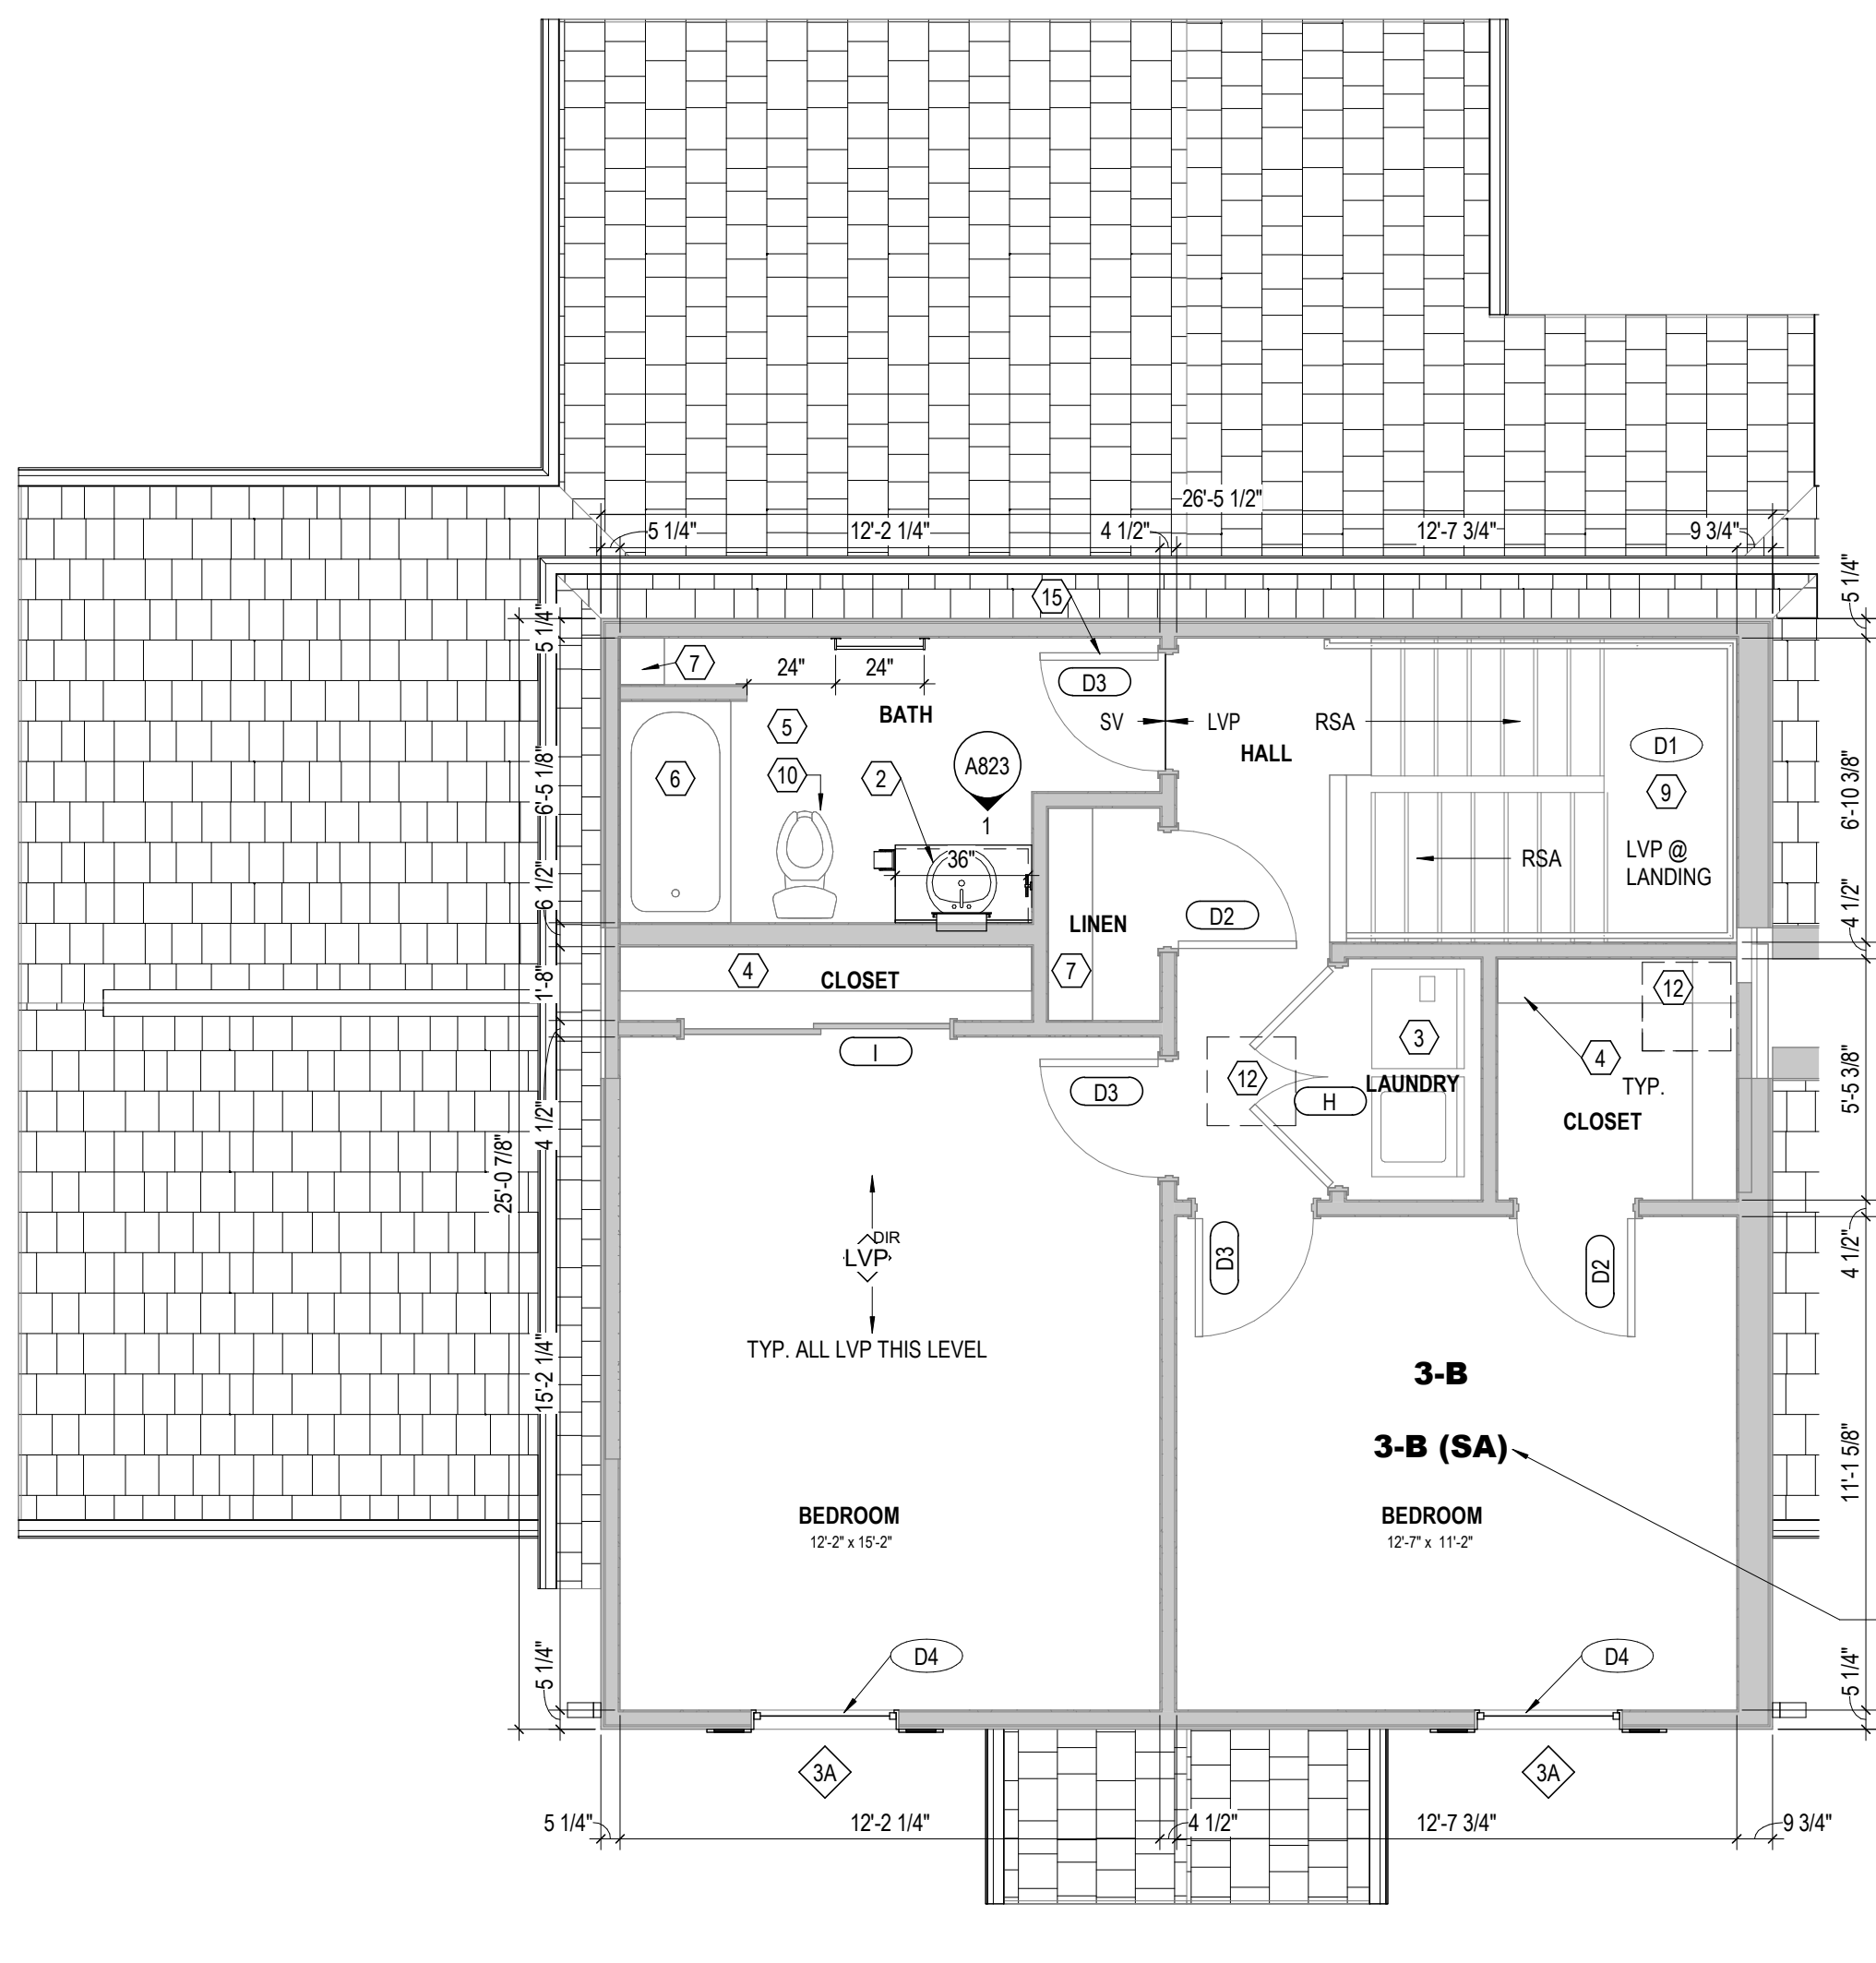 26'-5 1/2"
5 1/4"
12'-2 1/4"
4 1/2"
12'-7 3/4"
9 3/4"
5 1/4"
15
5 1/4"
7
24"
24"
D3
BATH
5
SV
LVP
RSA
HALL
D1
A823
6
10
2
9
1
6'-5 1/8"
6'-10 3/8"
36"
RSA
LVP @
LANDING
6 1/2"
LINEN
D2
4 1/2"
4
CLOSET
7
12
1'-8"
3
I
4
12
LAUNDRY
TYP.
D3
H
CLOSET
5'-5 3/8"
4 1/2"
25'-0 7/8"
DIR
LVP
D3
D2
4 1/2"
TYP. ALL LVP THIS LEVEL
15'-2 1/4"
3-B
3-B (SA)
11'-1 5/8"
BEDROOM
12'-2" x 15'-2"
BEDROOM
12'-7" x 11'-2"
D4
D4
5 1/4"
5 1/4"
3A
3A
5 1/4"
12'-2 1/4"
4 1/2"
12'-7 3/4"
9 3/4"